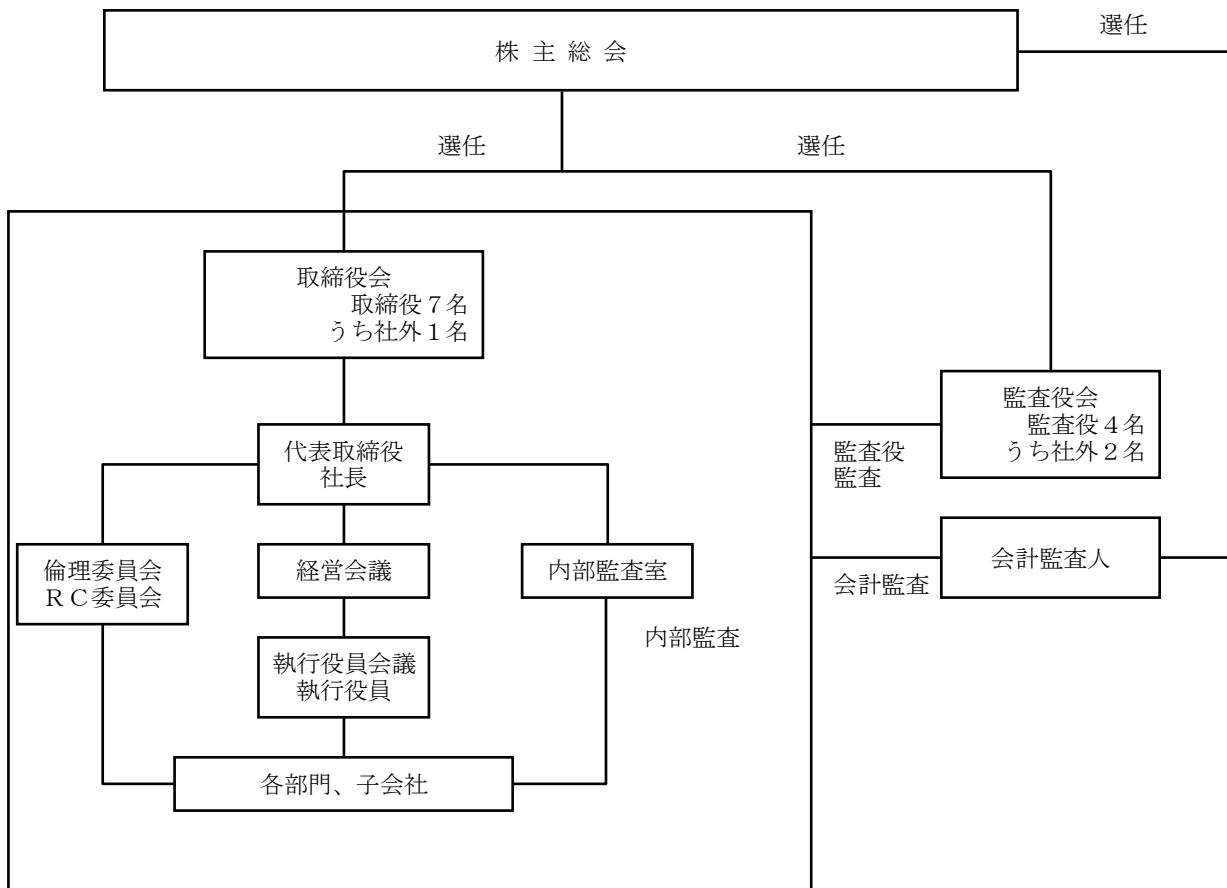 選任
株主総会
選任
選任
取締役会
取締役７名
うち社外１名
監査役会
監査役４名
うち社外２名
代表取締役
社長
監査役
監査
倫理委員会
ＲＣ委員会
経営会議
内部監査室
会計監査人
会計監査
内部監査
執行役員会議
執行役員
各部門、子会社